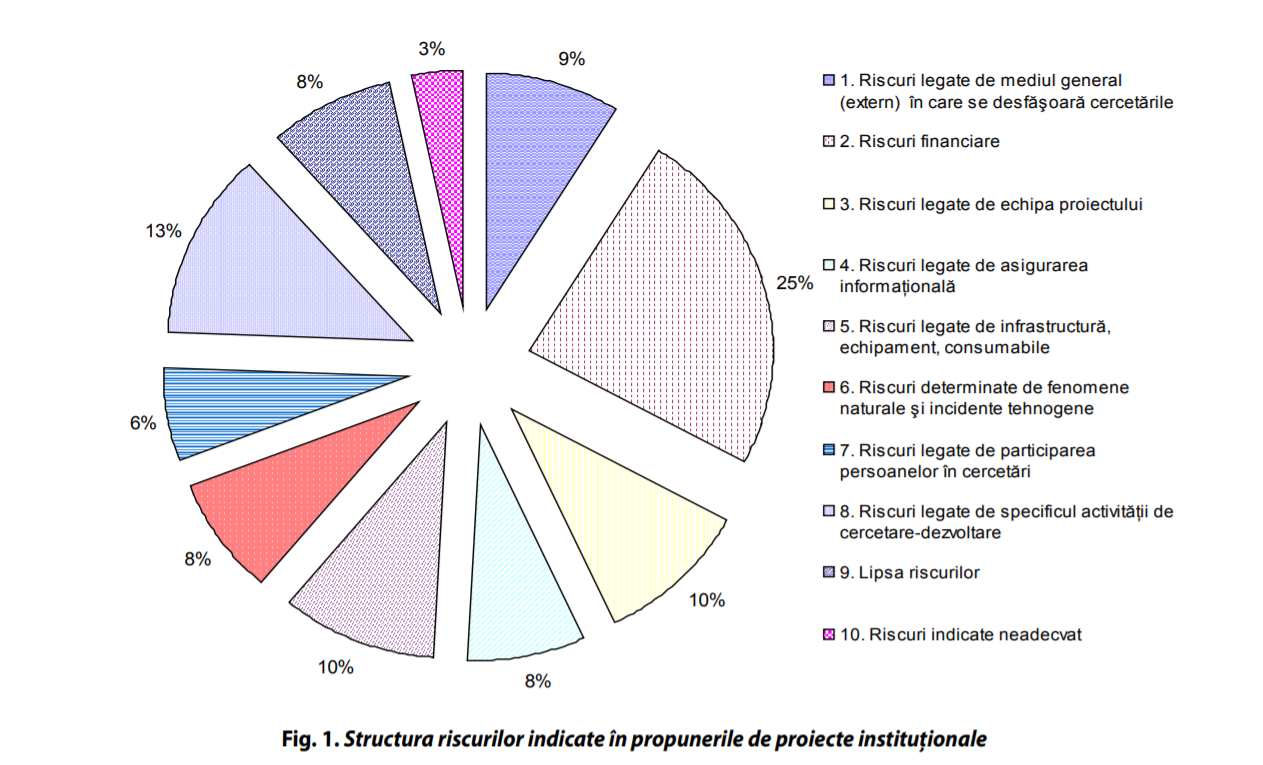 3%
9%
8%
13%
25%
6%
8%
10%
10%
8%
1. Riscuri legate de mediul general
(extern) în care se desfăşoară cercetările
2. Riscuri financiare
3. Riscuri legate de echipa proiectului
4. Riscuri legate de asigurarea
informațională
5. Riscuri legate de infrastructură,
echipament, consumabile
6. Riscuri determinate de fenomene
naturale şi incidente tehnogene
7. Riscuri legate de participarea
persoanelor în cercetări
8. Riscuri legate de specificul activității de
cercetare-dezvoltare
9. Lipsa riscurilor
10. Riscuri indicate neadecvat
Fig. 1. Structura riscurilor indicate în propunerile de proiecte instituționale